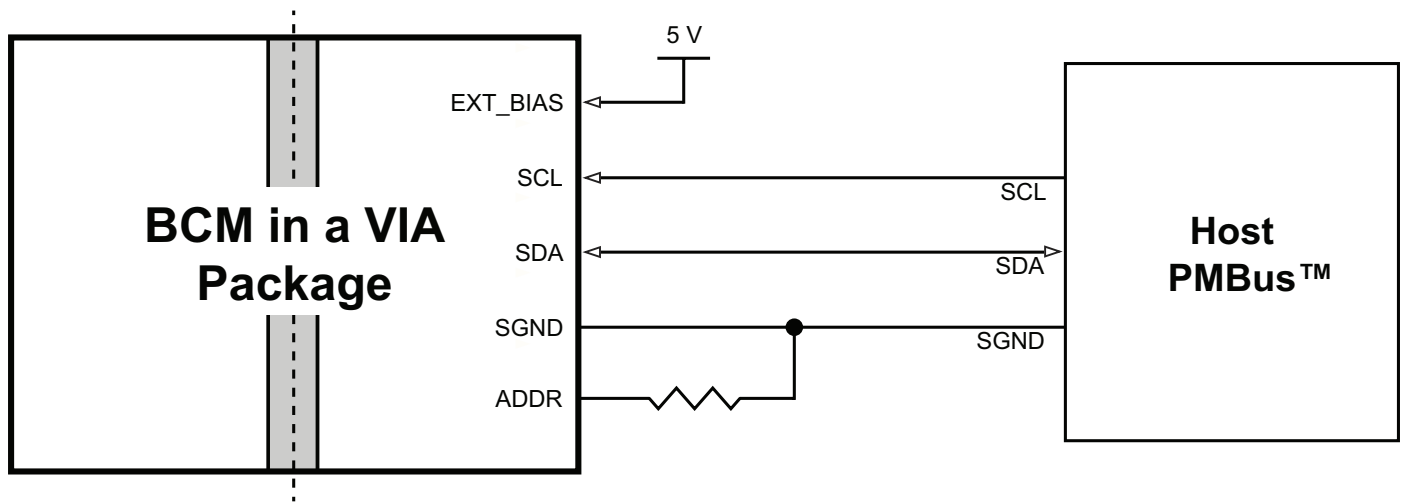 5 V
EXT_BIAS
SCL
SCL
BCM in a VIA
Package
SDA
SDA
Host
PMBus™
SGND
SGND
ADDR